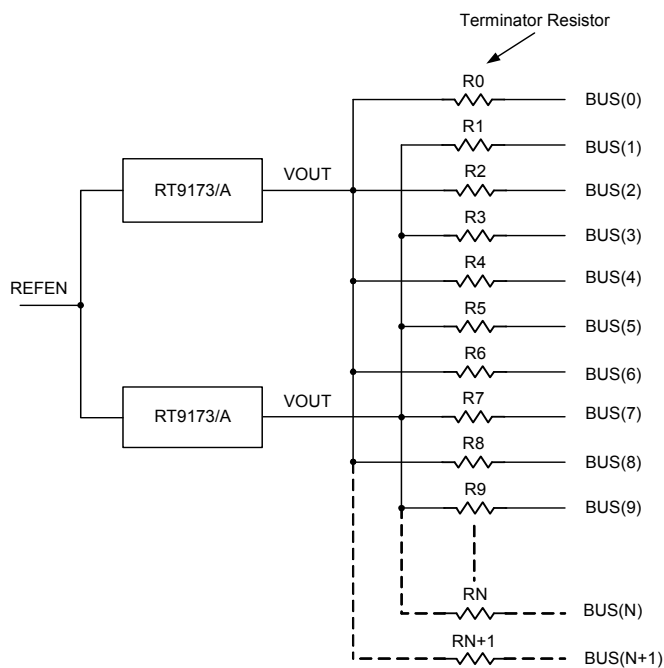 Terminator Resistor
R0 BUS(0)
R1 BUS(1)
RT9173/A VOUT R2 BUS(2)
R3 BUS(3)
REFEN R4 BUS(4)
R5 BUS(5)
R6 BUS(6)
RT9173/A VOUT R7 BUS(7)
R8 BUS(8)
R9 BUS(9)
RN BUS(N)
RN+1 BUS(N+1)